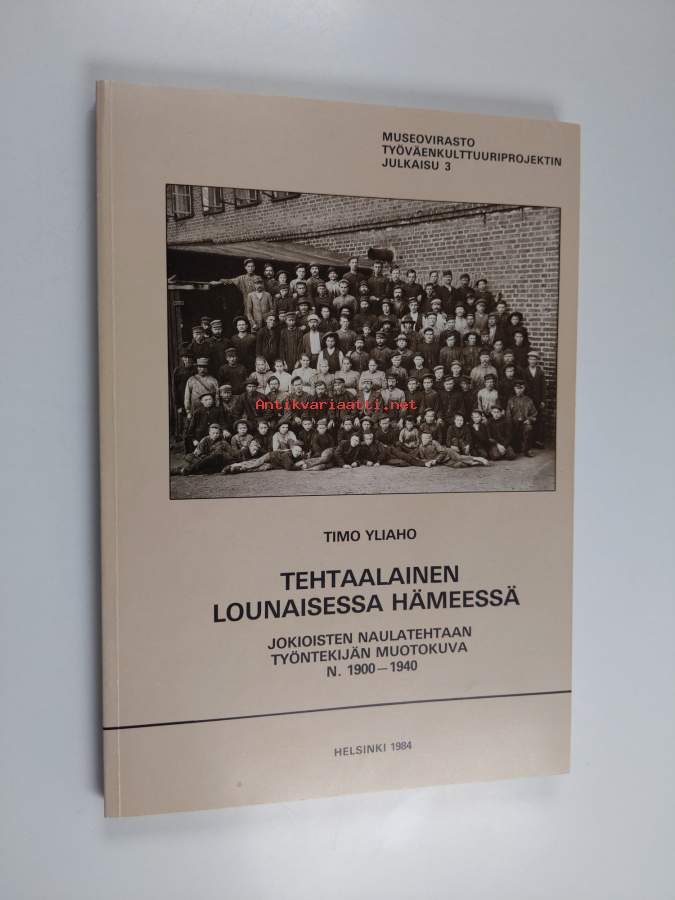 MUSEOVIRASTO
TYÖVÄENKULTTUURIPROJEKTIN
JULKAISU 3
Antikvariaatti.net
TIMO YLIAHO
TEHTAALAINEN
LOUNAISESSA HÄMEESSÄ
JOKIOISTEN NAULATEHTAAN
TYÖNTEKIJÄN MUOTOKUVA
N. 1900—1940
HELSINKI 1984